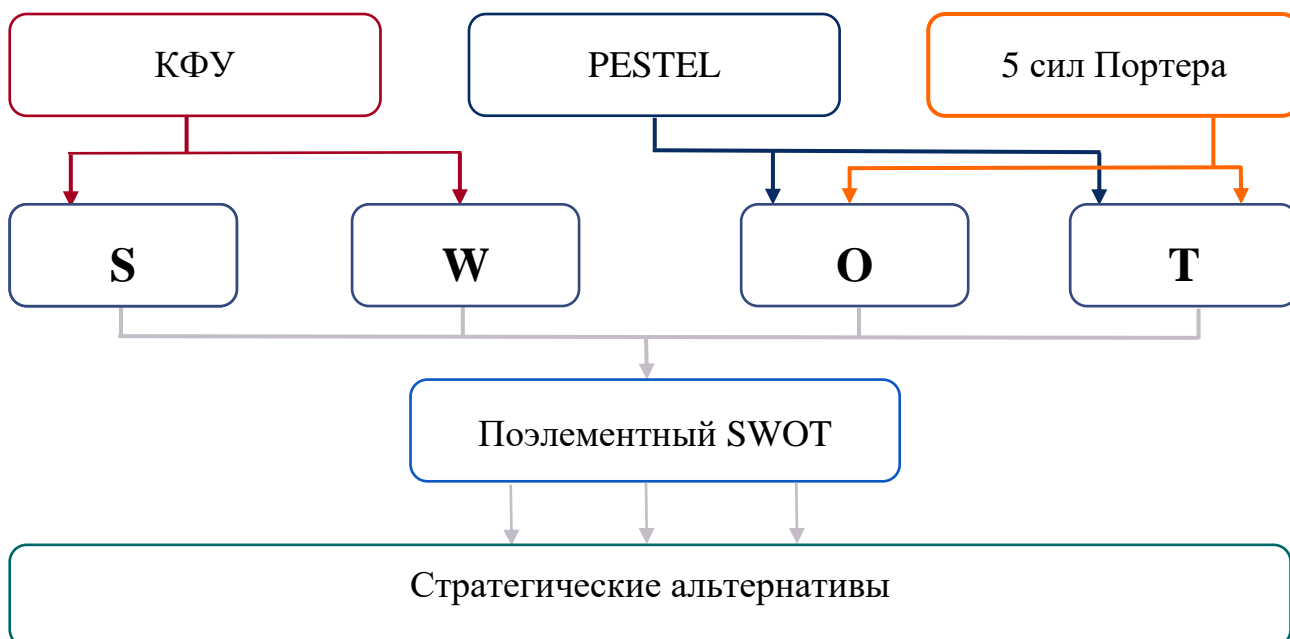 КФУ
PESTEL
5 сил Портера
S
W
O
T
Поэлементный SWOT
Стратегические альтернативы